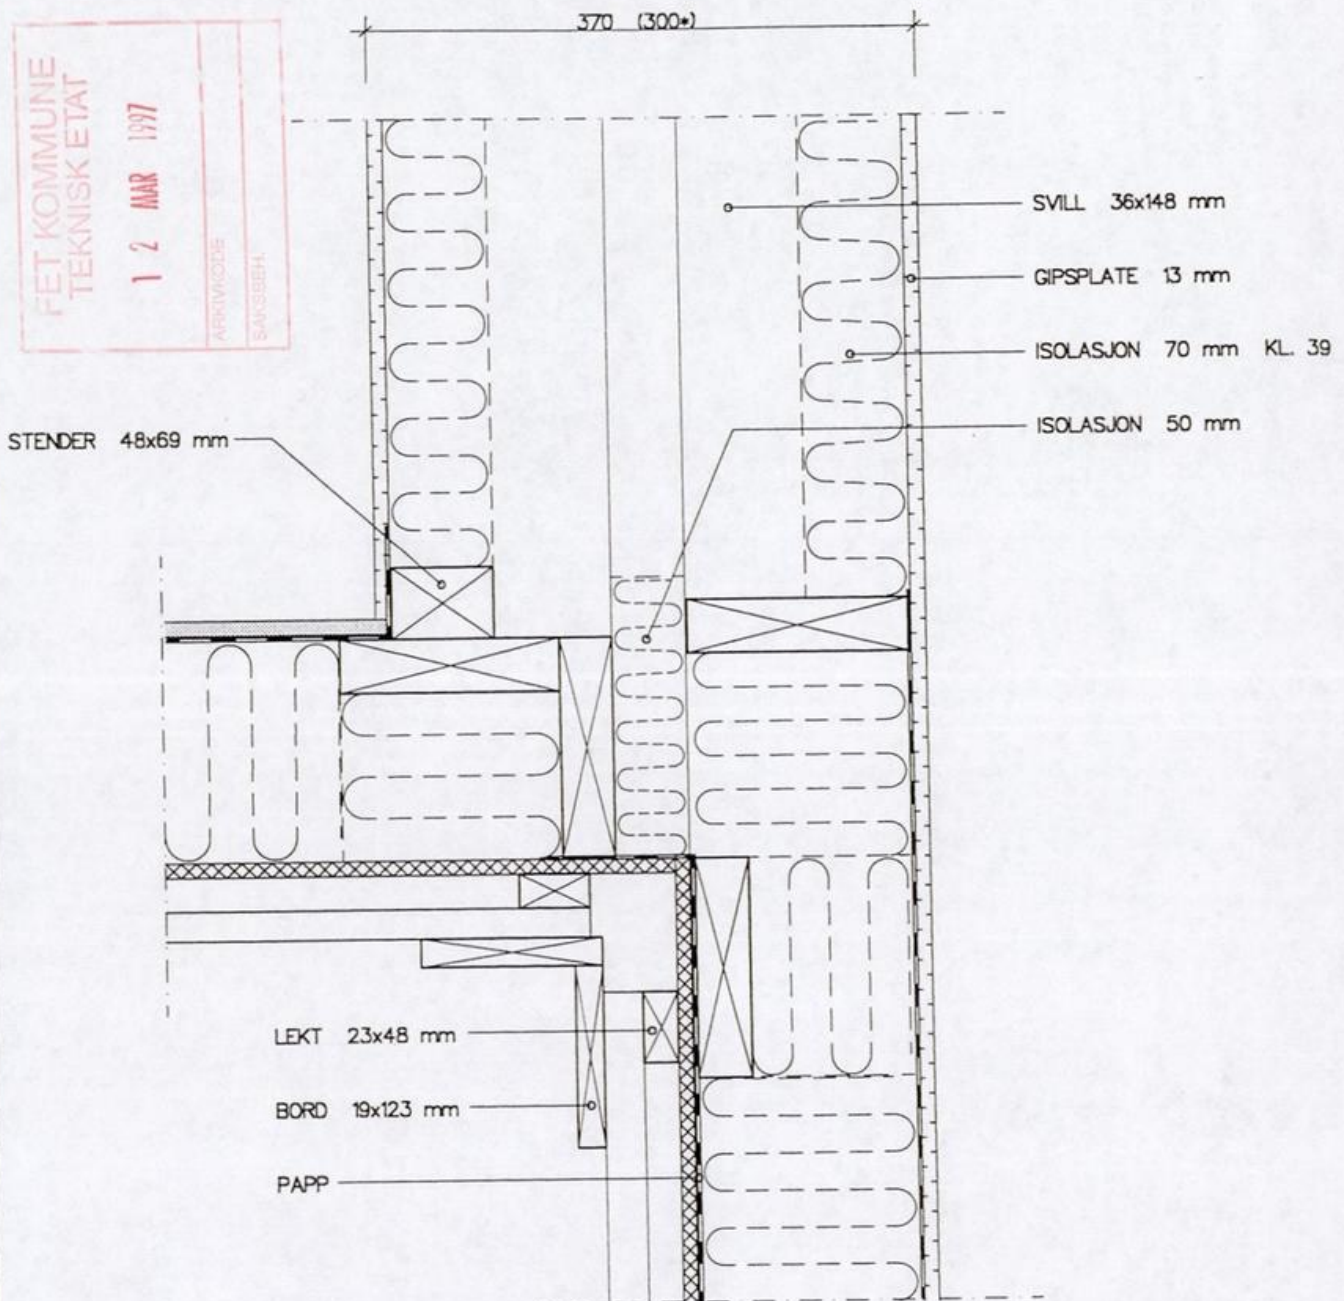 370 (300*)
FET KOMMUNE
TEKNISK ETAT
12 MAR 1997
ARKIVKODE
SAKSBEH.
SVILL 36x148 mm
GIPSPLATE 13 mm
ISOLASJON 70 mm KL. 39
ISOLASJON 50 mm
STENDER 48x69 mm
LEKT 23x48 mm
BORD 19x123 mm
PAPP